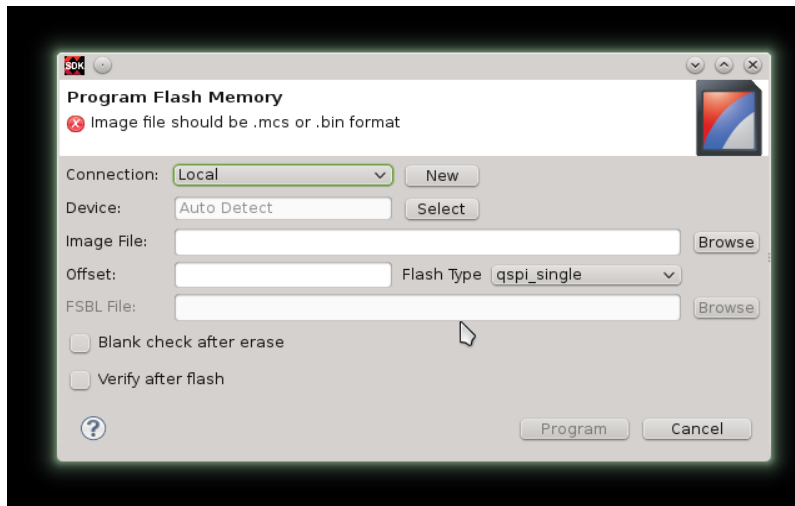 SDK
Program Flash Memory
Image file should be .mcs or .bin format
Connection: Local New
Device: Auto Detect Select
Image File: Browse
Offset: Flash Type qspi_single
FSBL File: Browse
Blank check after erase
Verify after flash
? Program Cancel